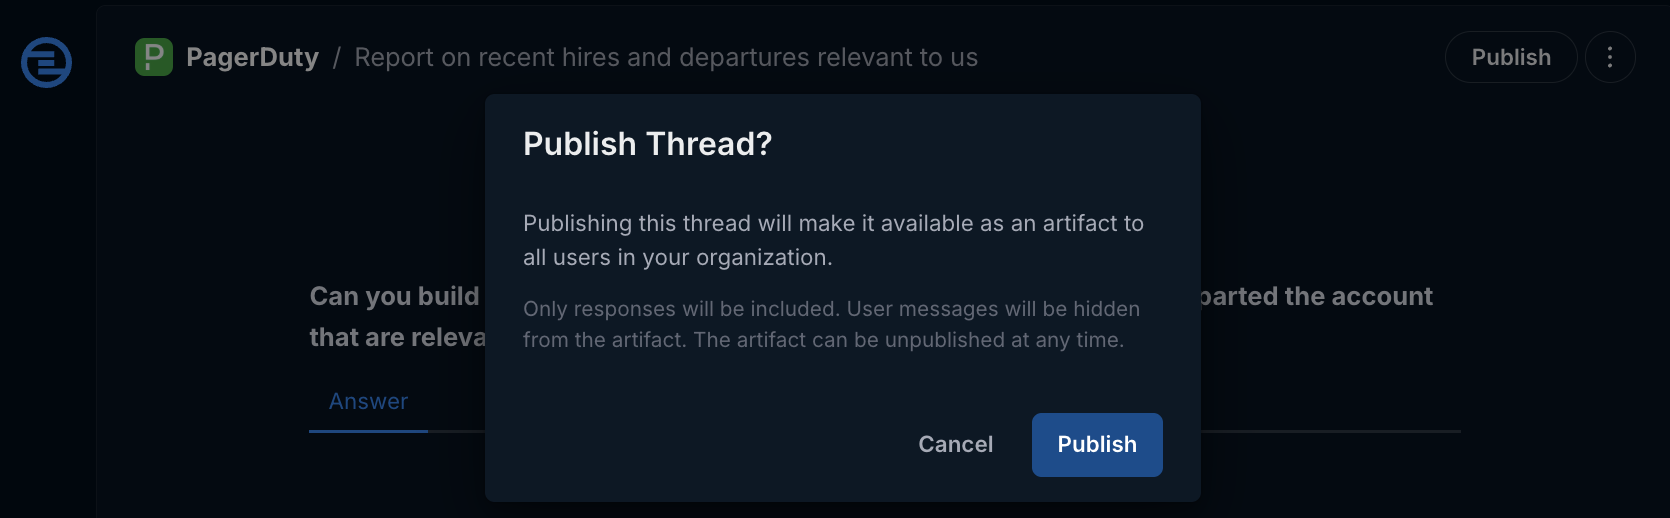 PagerDuty / Report on recent hires and departures relevant to us
Publish
Publish Thread?
Publishing this thread will make it available as an artifact to
all users in your organization.
Only responses will be included. User messages will be hidden
from the artifact. The artifact can be unpublished at any time.
Cancel Publish
Can you build parted the account
that are releva
Answer